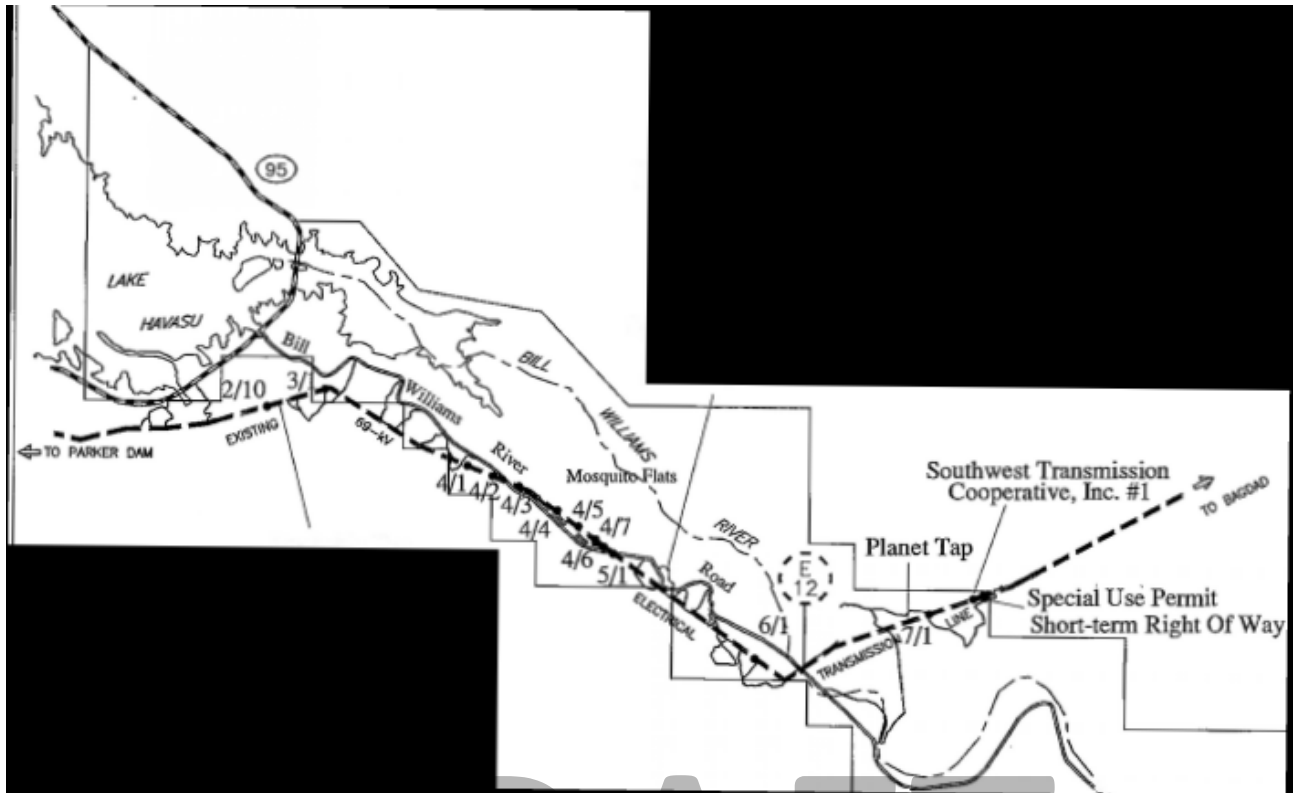 95
LAKE
HAVASU
Bill
BILL
2/10
3/
Williams
EXISTING
69-kV
WILLIAMS
TO PARKER DAM
River
Mosquito Flats
4/1
4/2
4/3
4/5
4/4
4/7
4/6
5/1
RIVER
Road
ELECTRICAL
E
12
6/1
Southwest Transmission
Cooperative, Inc. #1
TO BAGDAD
Planet Tap
Special Use Permit
Short-term Right Of Way
7/1
LINE
TRANSMISSION